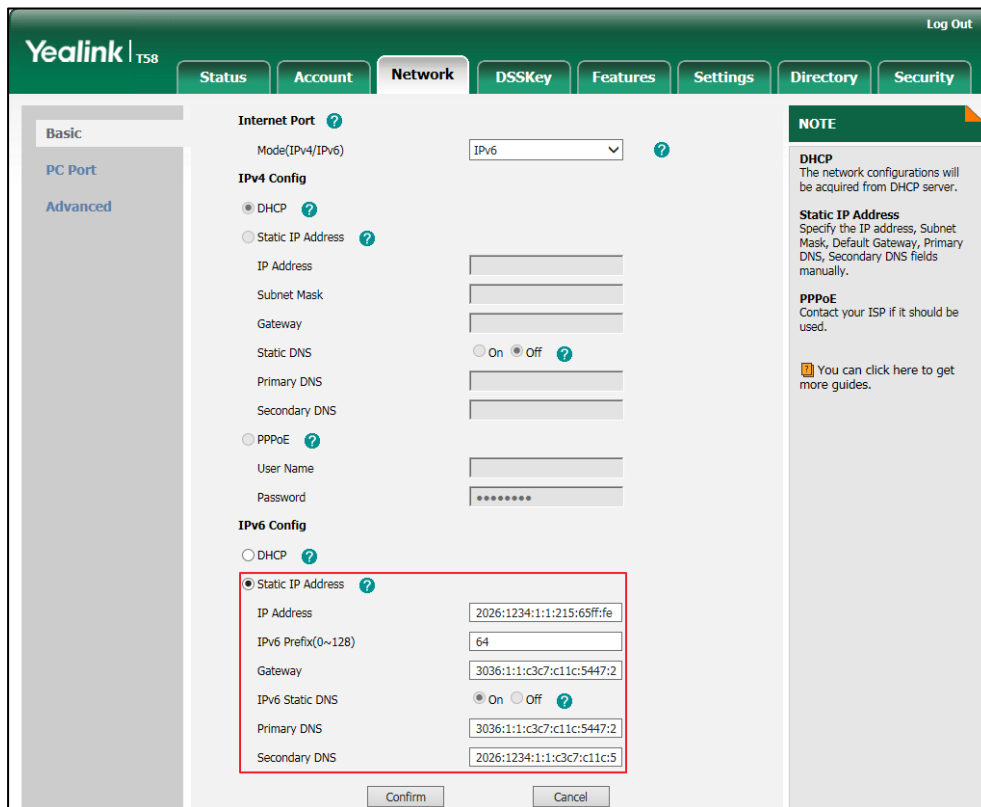 Log Out
Yealink | T58
Status Account Network DSSKey Features Settings Directory Security
Basic
PC Port
Advanced
Internet Port ?
Mode(IPv4/IPv6) IPv6 ?
IPv4 Config
DHCP ?
Static IP Address ?
IP Address
Subnet Mask
Gateway
Static DNS On Off ?
Primary DNS
Secondary DNS
PPPoE ?
User Name
Password ••••••••
IPv6 Config
DHCP ?
Static IP Address ?
IP Address 2026:1234:1:1:215:65ff:fe
IPv6 Prefix(0~128) 64
Gateway 3036:1:1:c3c7:c11c:5447:2
IPv6 Static DNS On Off ?
Primary DNS 3036:1:1:c3c7:c11c:5447:2
Secondary DNS 2026:1234:1:1:c3c7:c11c:5
Confirm Cancel
NOTE
DHCP
The network configurations will
be acquired from DHCP server.
Static IP Address
Specify the IP address, Subnet
Mask, Default Gateway, Primary
DNS, Secondary DNS fields
manually.
PPPoE
Contact your ISP if it should be
used.
? You can click here to get
more guides.